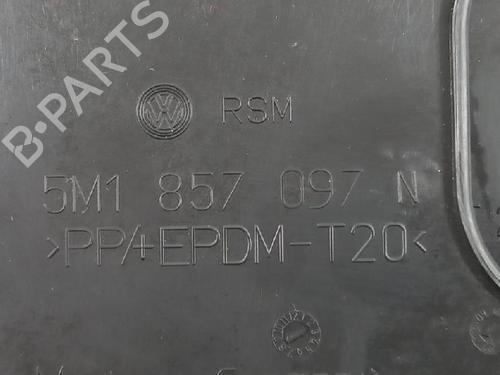 B-PARTS
RSM
5M1 857 097 N
>PP/+EPDM-T20<